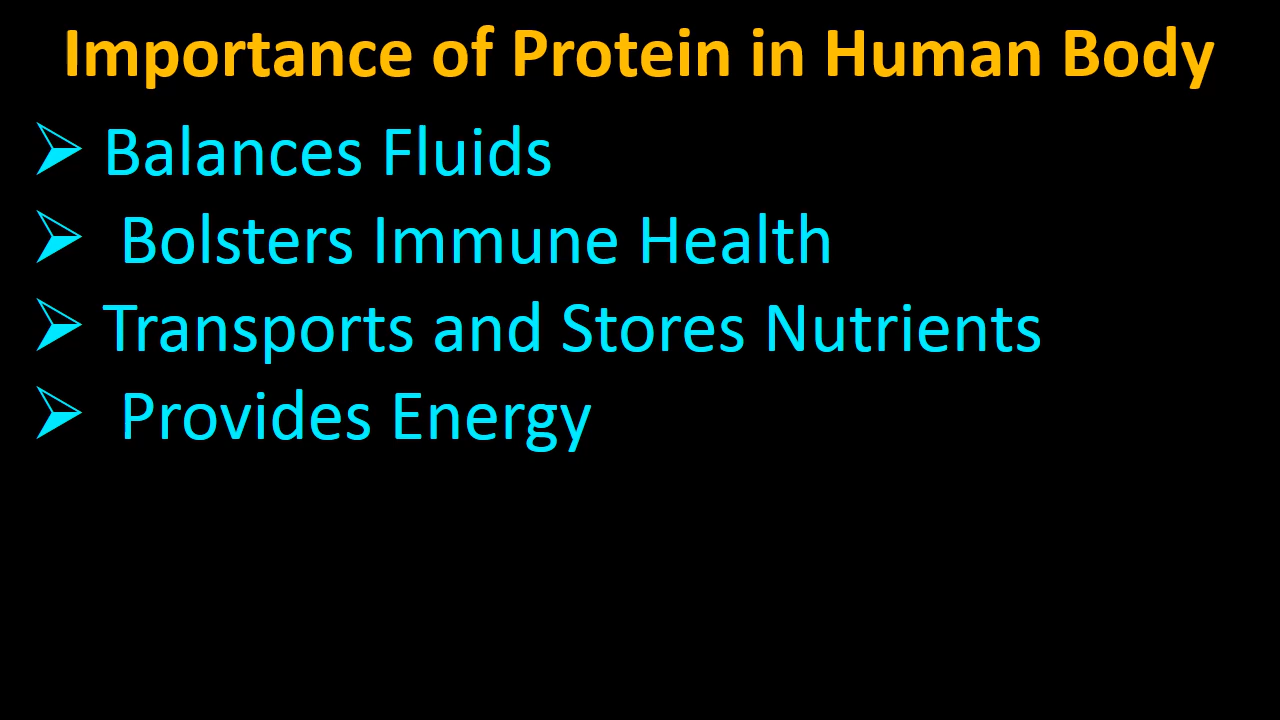 Importance of Protein in Human Body
➢ Balances Fluids
➢ Bolsters Immune Health
➢ Transports and Stores Nutrients
➢ Provides Energy